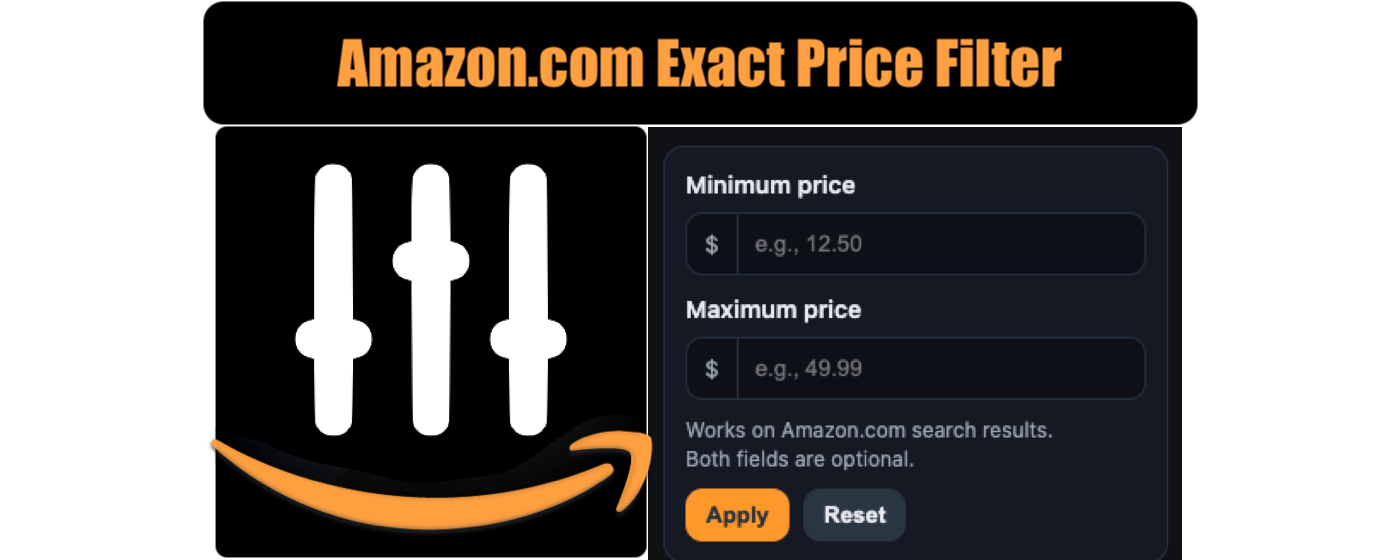 Amazon.com Exact Price Filter
Minimum price
$ e.g., 12.50
Maximum price
$ e.g., 49.99
Works on Amazon.com search results.
Both fields are optional.
Apply Reset